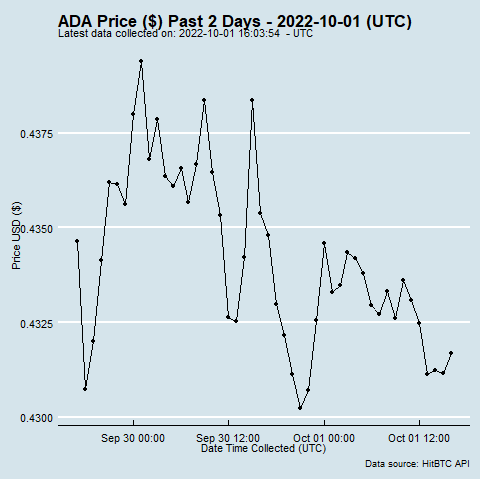 ADA Price ($) Past 2 Days - 2022-10-01 (UTC)
Latest data collected on: 2022-10-01 16:03:54  - UTC
Price USD ($)
0.4375
0.4350
0.4325
0.4300
Sep 30 00:00 Sep 30 12:00 Oct 01 00:00 Oct 01 12:00
Date Time Collected (UTC)
Data source: HitBTC API